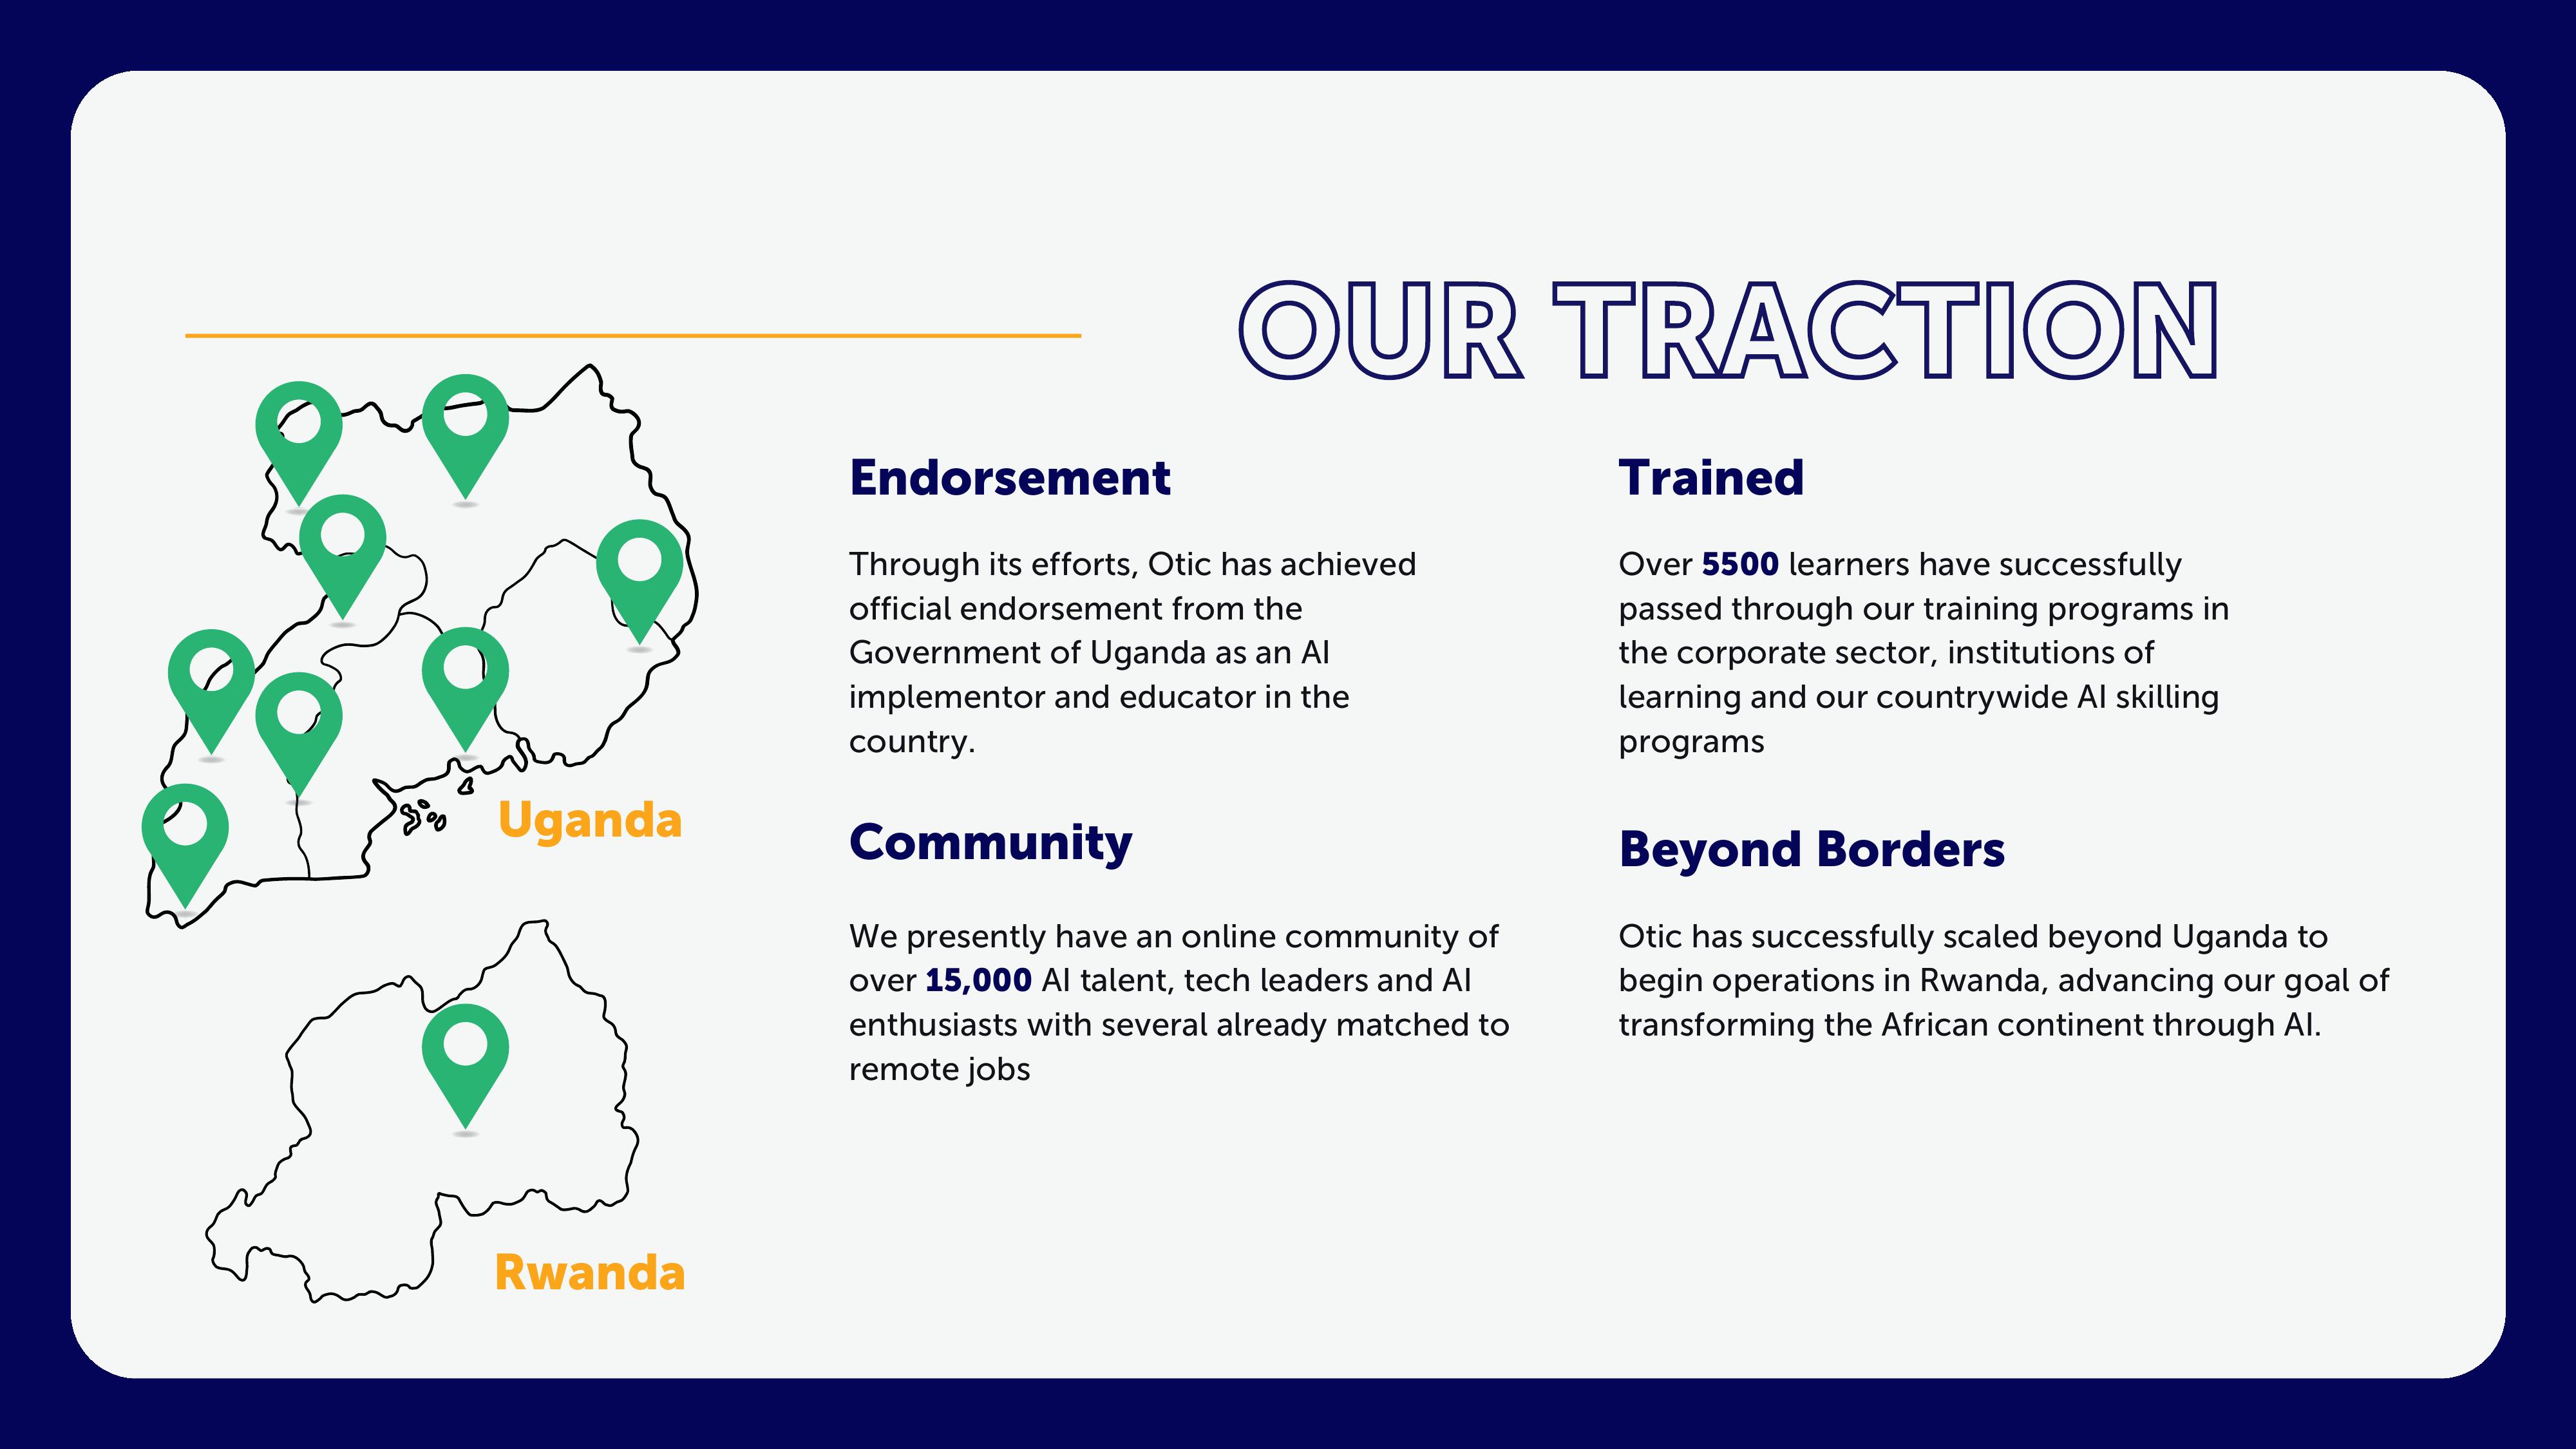 OUR TRACTION
Endorsement
Through its efforts, Otic has achieved
official endorsement from the
Government of Uganda as an AI
implementor and educator in the
country.
Trained
Over 5500 learners have successfully
passed through our training programs in
the corporate sector, institutions of
learning and our countrywide AI skilling
programs
Community
We presently have an online community of
over 15,000 AI talent, tech leaders and AI
enthusiasts with several already matched to
remote jobs
Beyond Borders
Otic has successfully scaled beyond Uganda to
begin operations in Rwanda, advancing our goal of
transforming the African continent through AI.
Uganda
Rwanda